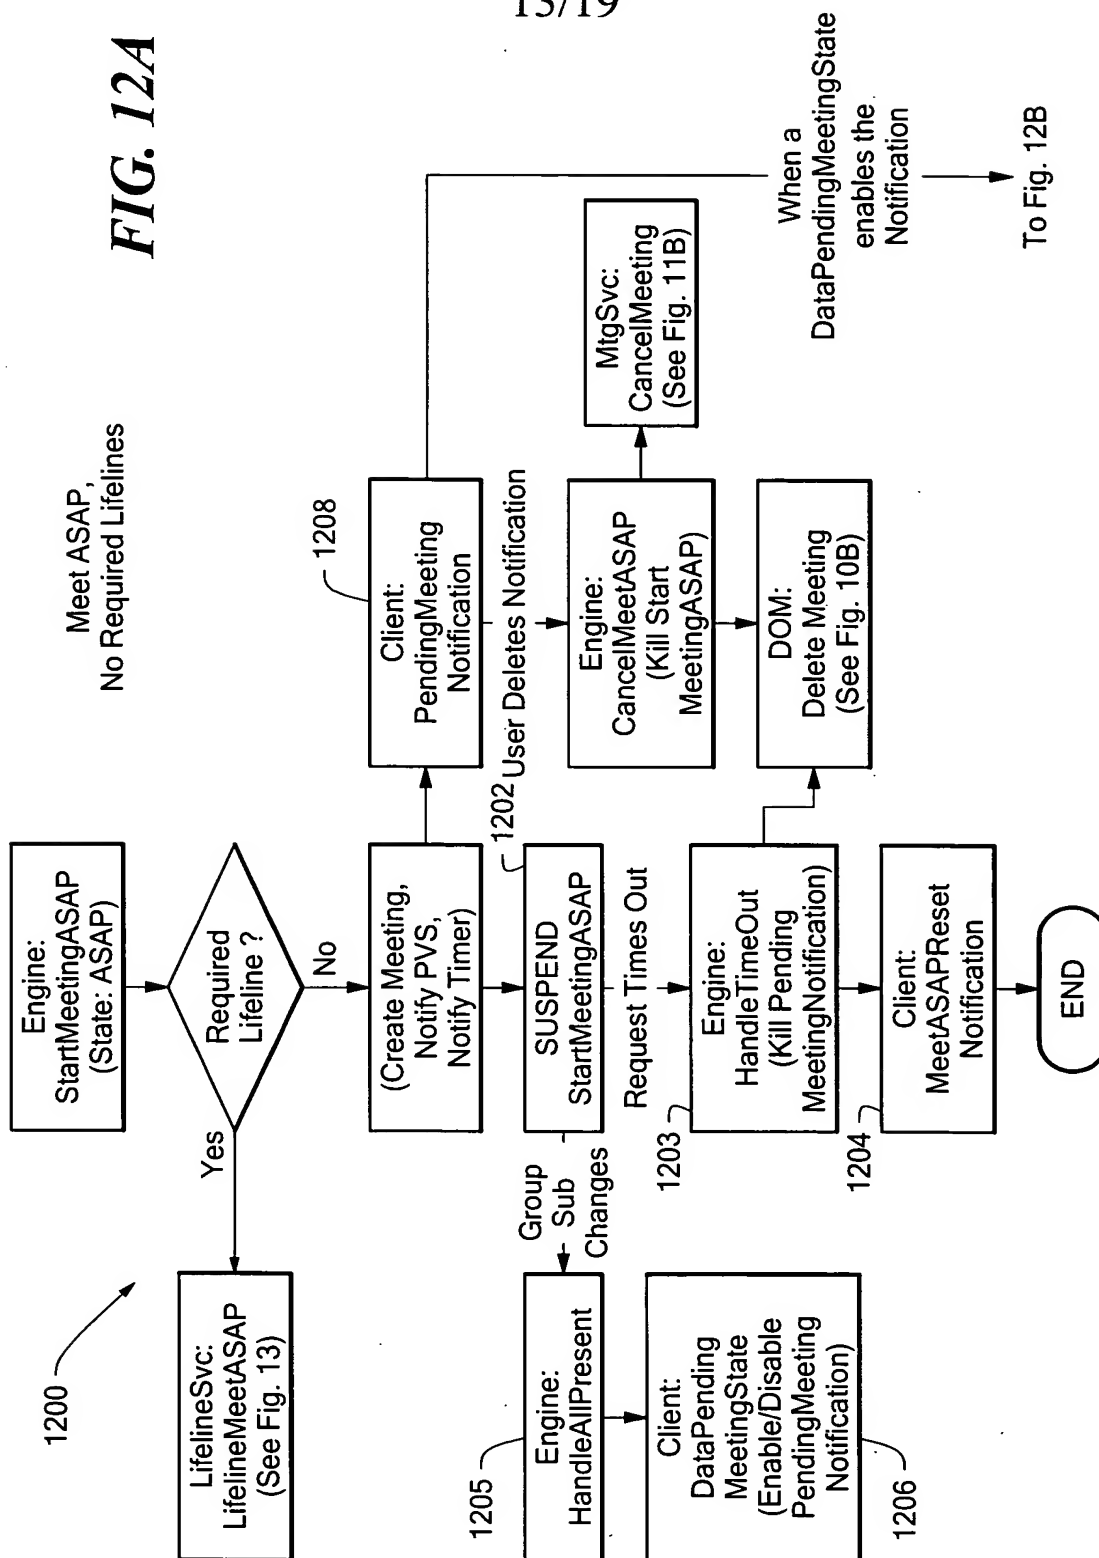 13/19
FIG. 12A
Meet ASAP,
No Required Lifelines
1200
Engine:
StartMeetingASAP
(State: ASAP)
Required
Lifeline ?
Yes
No
LifelineSvc:
LifelineMeetASAP
(See Fig. 13)
(Create Meeting,
Notify PVS,
Notify Timer)
1208
Client:
PendingMeeting
Notification
When a
DataPendingMeetingState
enables the
Notification
To Fig. 12B
1202
SUSPEND
StartMeetingASAP
User Deletes Notification
Engine:
CancelMeetASAP
(Kill Start
MeetingASAP)
MtgSvc:
CancelMeeting
(See Fig. 11B)
DOM:
Delete Meeting
(See Fig. 10B)
Group
Sub
Changes
1205
Engine:
HandleAllPresent
Client:
DataPending
MeetingState
(Enable/Disable
PendingMeeting
Notification)
1206
Request Times Out
1203
Engine:
HandleTimeOut
(Kill Pending
MeetingNotification)
1204
Client:
MeetASAPReset
Notification
END